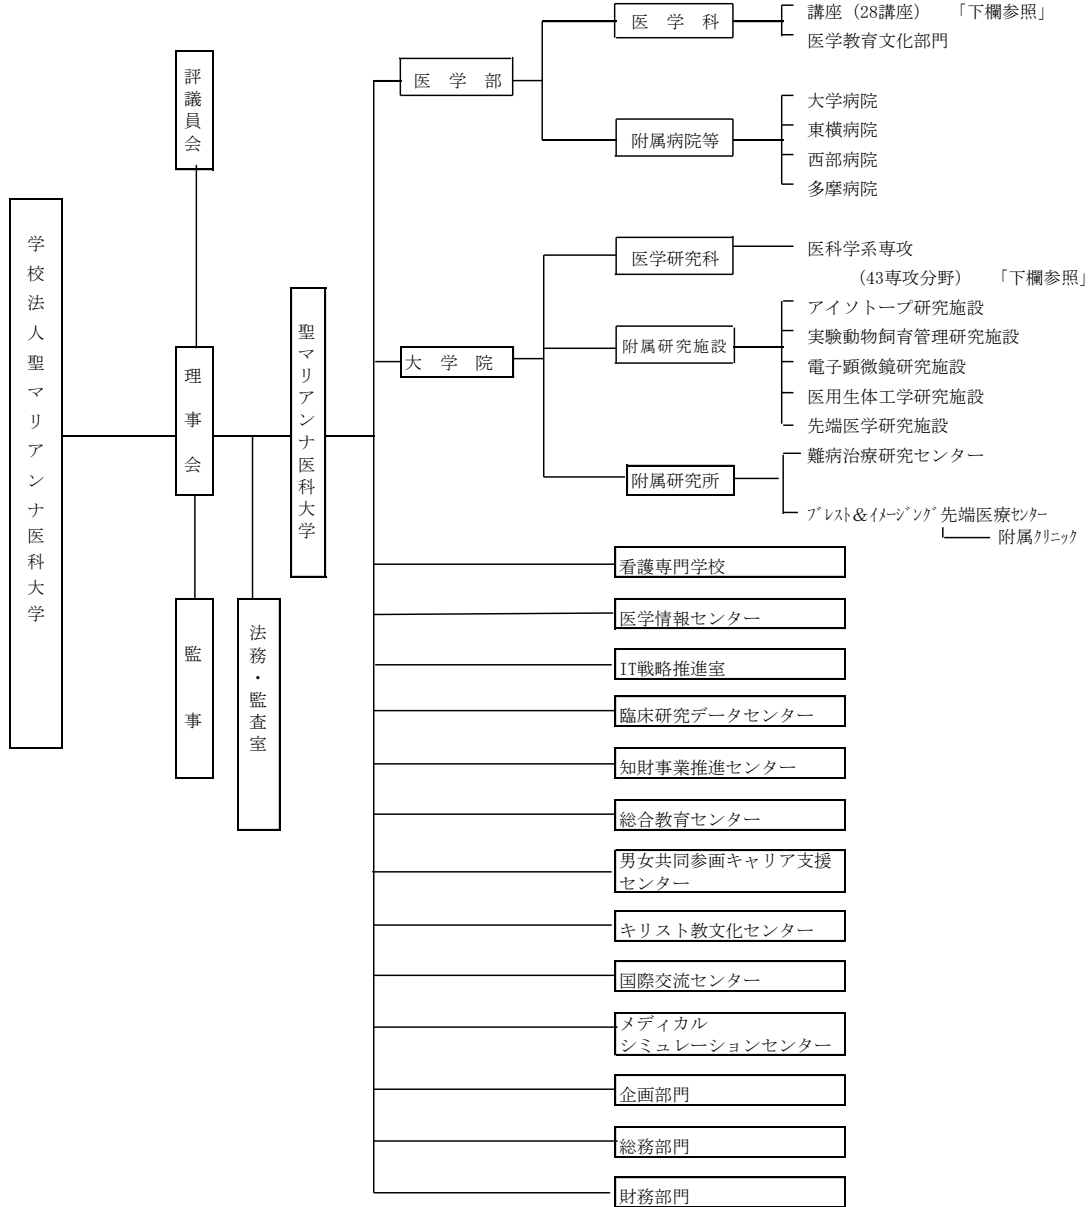 学校法人聖マリアンナ医科大学
評議員会
理事会
監事
法務・監査室
聖マリアンナ医科大学
医学部
医学科
講座（28講座）　「下欄参照」
医学教育文化部門
附属病院等
大学病院
東横病院
西部病院
多摩病院
大学院
医学研究科
医科学系専攻
（43専攻分野）　「下欄参照」
附属研究施設
アイソトープ研究施設
実験動物飼育管理研究施設
電子顕微鏡研究施設
医用生体工学研究施設
先端医学研究施設
附属研究所
難病治療研究センター
ﾌﾞﾚｽﾄ＆ｲﾒｰｼﾞﾝｸﾞ先端医療ｾﾝﾀｰ
附属ｸﾘﾆｯｸ
看護専門学校
医学情報センター
IT戦略推進室
臨床研究データセンター
知財事業推進センター
総合教育センター
男女共同参画キャリア支援
センター
キリスト教文化センター
国際交流センター
メディカル
シミュレーションセンター
企画部門
総務部門
財務部門